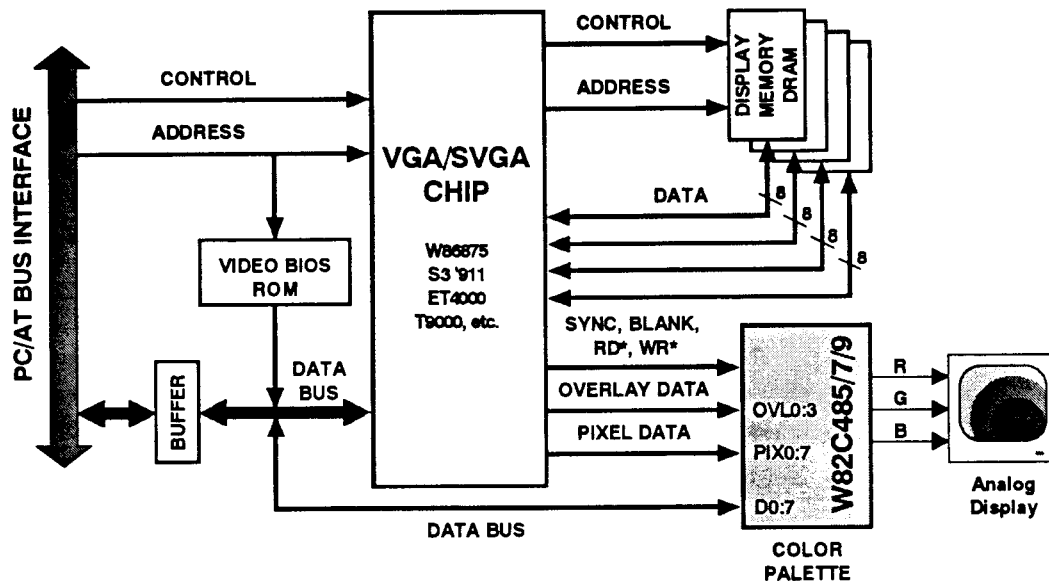 PC/AT BUS INTERFACE
CONTROL
ADDRESS
VIDEO BIOS
ROM
DATA
BUS
BUFFER
VGA/SVGA
CHIP
W86875
S3 '911
ET4000
T9000, etc.
CONTROL
ADDRESS
DISPLAY
MEMORY
DRAM
DATA
8
8
8
8
SYNC, BLANK,
RD*, WR*
OVERLAY DATA
PIXEL DATA
DATA BUS
OVL0:3
PIX0:7
D0:7
W82C485/7/9
COLOR
PALETTE
R
G
B
Analog
Display